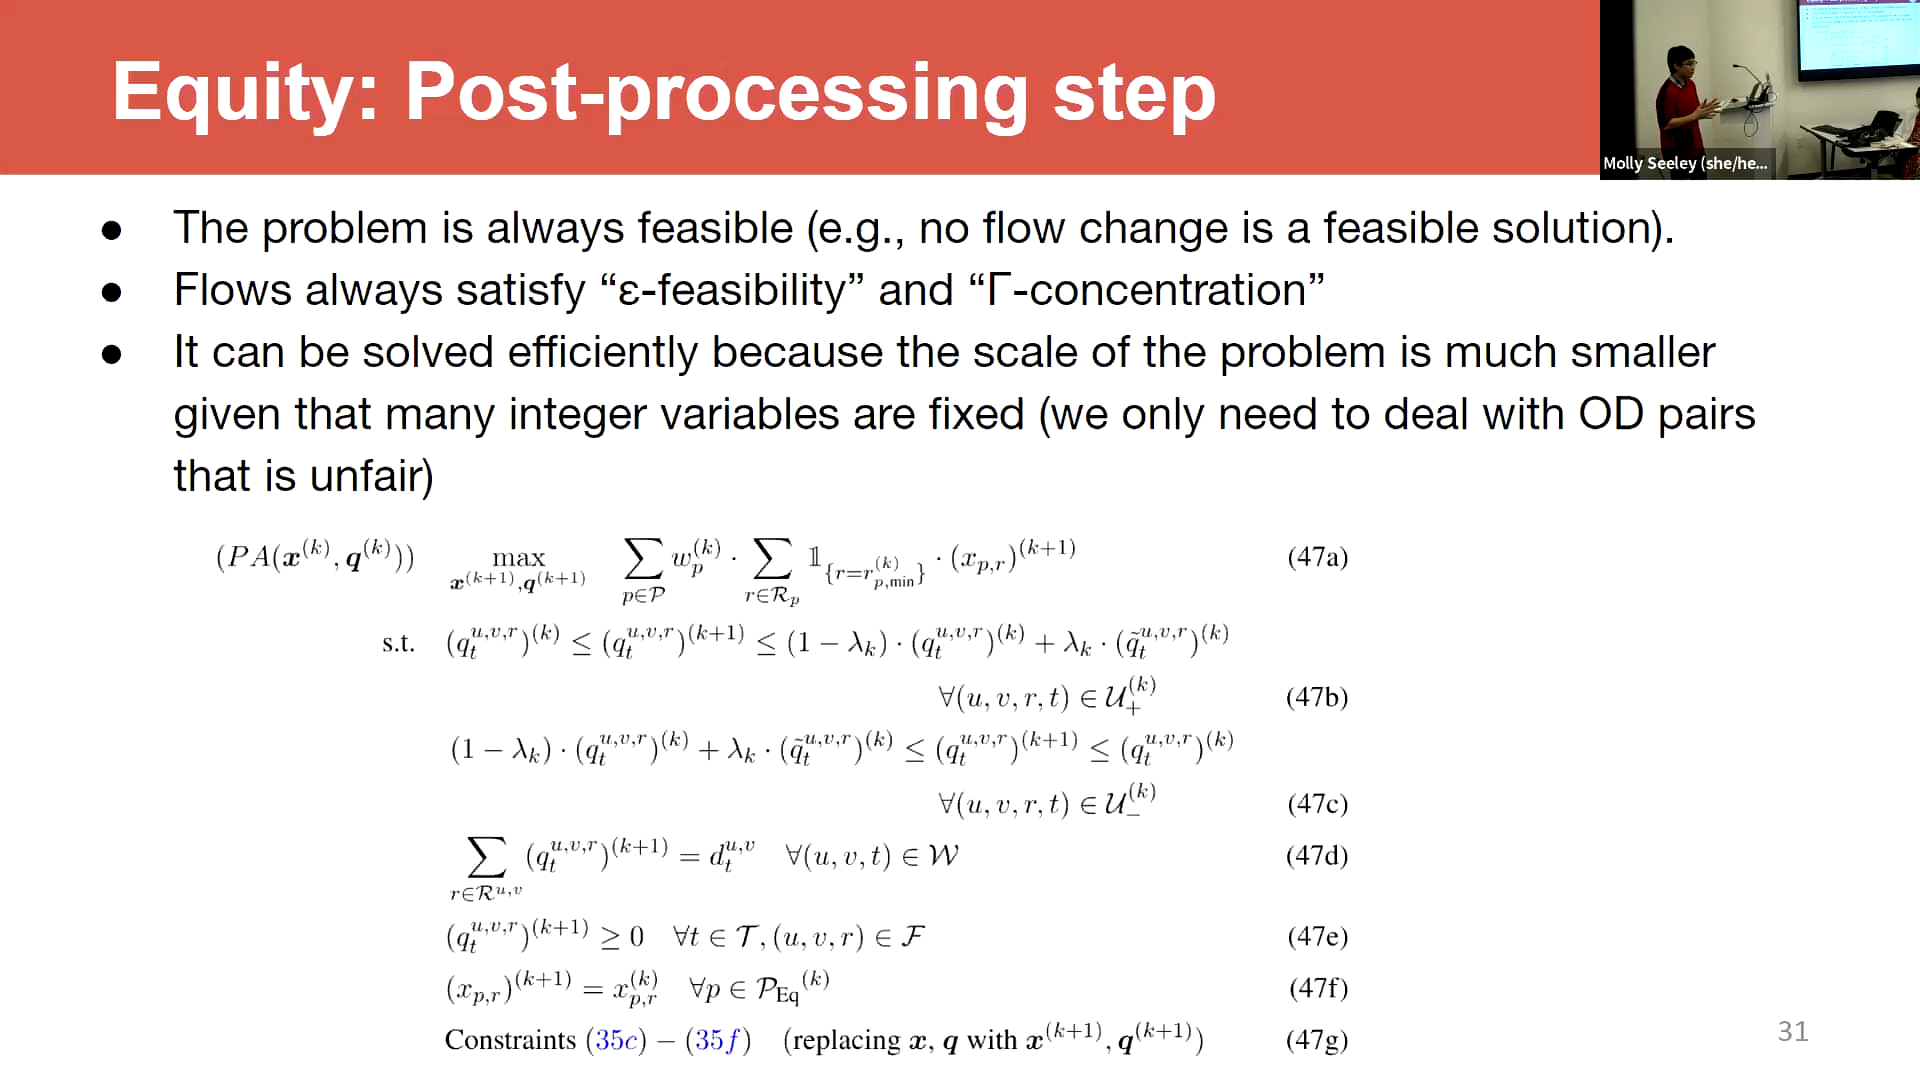 Equity: Post-processing step
Molly Seeley (she/he...
● The problem is always feasible (e.g., no flow change is a feasible solution).
● Flows always satisfy “ε-feasibility” and “Γ-concentration”
● It can be solved efficiently because the scale of the problem is much smaller
given that many integer variables are fixed (we only need to deal with OD pairs
that is unfair)
(PA(𝒙^{(k)}, 𝒒^{(k)})) max_{𝒙^{(k+1)},𝒒^{(k+1)}} ∑_{p∈𝒫} w_p^{(k)} · ∑_{r∈ℛ_p} 𝟙_{\{r=r_{p,min}^{(k)}\}} · (x_{p,r})^{(k+1)} (47a)
s.t. (q_t^{u,v,r})^{(k)} ≤ (q_t^{u,v,r})^{(k+1)} ≤ (1 − λ_k) · (q_t^{u,v,r})^{(k)} + λ_k · (q̃_t^{u,v,r})^{(k)}
∀(u, v, r, t) ∈ 𝒰_+^{(k)} (47b)
(1 − λ_k) · (q_t^{u,v,r})^{(k)} + λ_k · (q̃_t^{u,v,r})^{(k)} ≤ (q_t^{u,v,r})^{(k+1)} ≤ (q_t^{u,v,r})^{(k)}
∀(u, v, r, t) ∈ 𝒰_−^{(k)} (47c)
∑_{r∈ℛ^{u,v}} (q_t^{u,v,r})^{(k+1)} = d_t^{u,v} ∀(u, v, t) ∈ 𝒲 (47d)
(q_t^{u,v,r})^{(k+1)} ≥ 0 ∀t ∈ 𝒯, (u, v, r) ∈ ℱ (47e)
(x_{p,r})^{(k+1)} = x_{p,r}^{(k)} ∀p ∈ 𝒫_{Eq}^{(k)} (47f)
Constraints (35c) − (35f) (replacing 𝒙, 𝒒 with 𝒙^{(k+1)}, 𝒒^{(k+1)}) (47g)
31